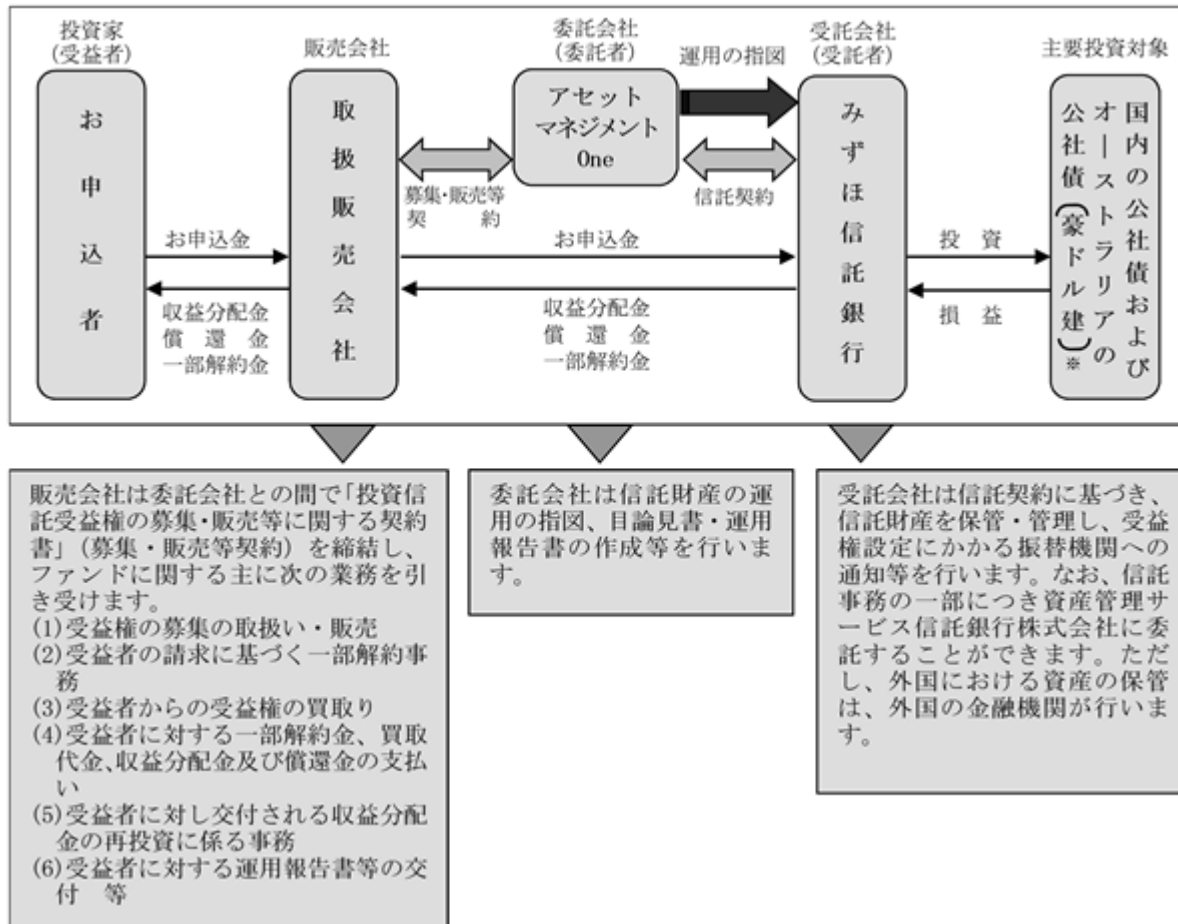 投資家
(受益者)
お申込者
販売会社
取扱販売会社
委託会社
(委託者)
アセット
マネジメント
One
運用の指図
受託会社
(受託者)
みずほ信託銀行
主要投資対象
国内の公社債および
オーストラリアの
公社債(豪ドル建)※
募集・販売等
契約
信託契約
お申込金
収益分配金
償還金
一部解約金
お申込金
収益分配金
償還金
一部解約金
投資
損益
販売会社は委託会社との間で「投資信
託受益権の募集・販売等に関する契約
書」(募集・販売等契約)を締結し、
ファンドに関する主に次の業務を引
き受けます。
(1)受益権の募集の取扱い・販売
(2)受益者の請求に基づく一部解約事
務
(3)受益者からの受益権の買取り
(4)受益者に対する一部解約金、買取
代金、収益分配金及び償還金の支払
い
(5)受益者に対し交付される収益分配
金の再投資に係る事務
(6)受益者に対する運用報告書等の交
付 等
委託会社は信託財産の運
用の指図、目論見書・運用
報告書の作成等を行いま
す。
受託会社は信託契約に基づき、
信託財産を保管・管理し、受益
権設定にかかる振替機関への
通知等を行います。なお、信託
事務の一部につき資産管理サ
ービス信託銀行株式会社に委
託することができます。ただ
し、外国における資産の保管
は、外国の金融機関が行いま
す。